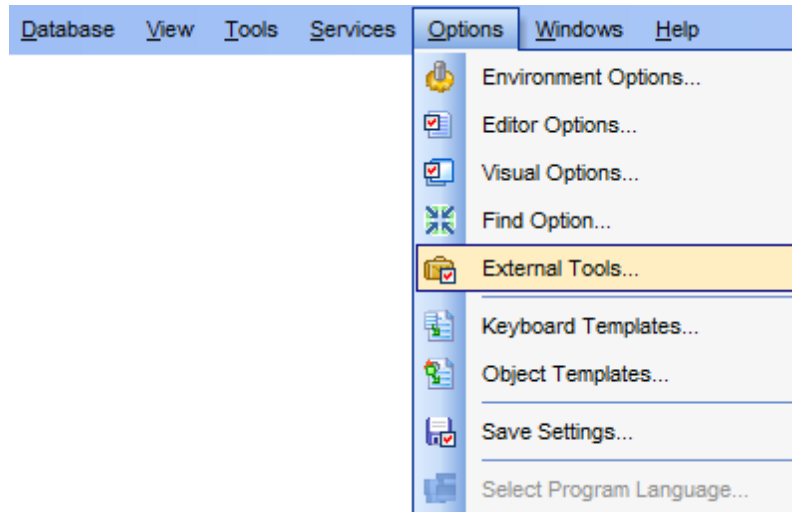 Database View Tools Services Options Windows Help
Environment Options...
Editor Options...
Visual Options...
Find Option...
External Tools...
Keyboard Templates...
Object Templates...
Save Settings...
Select Program Language...